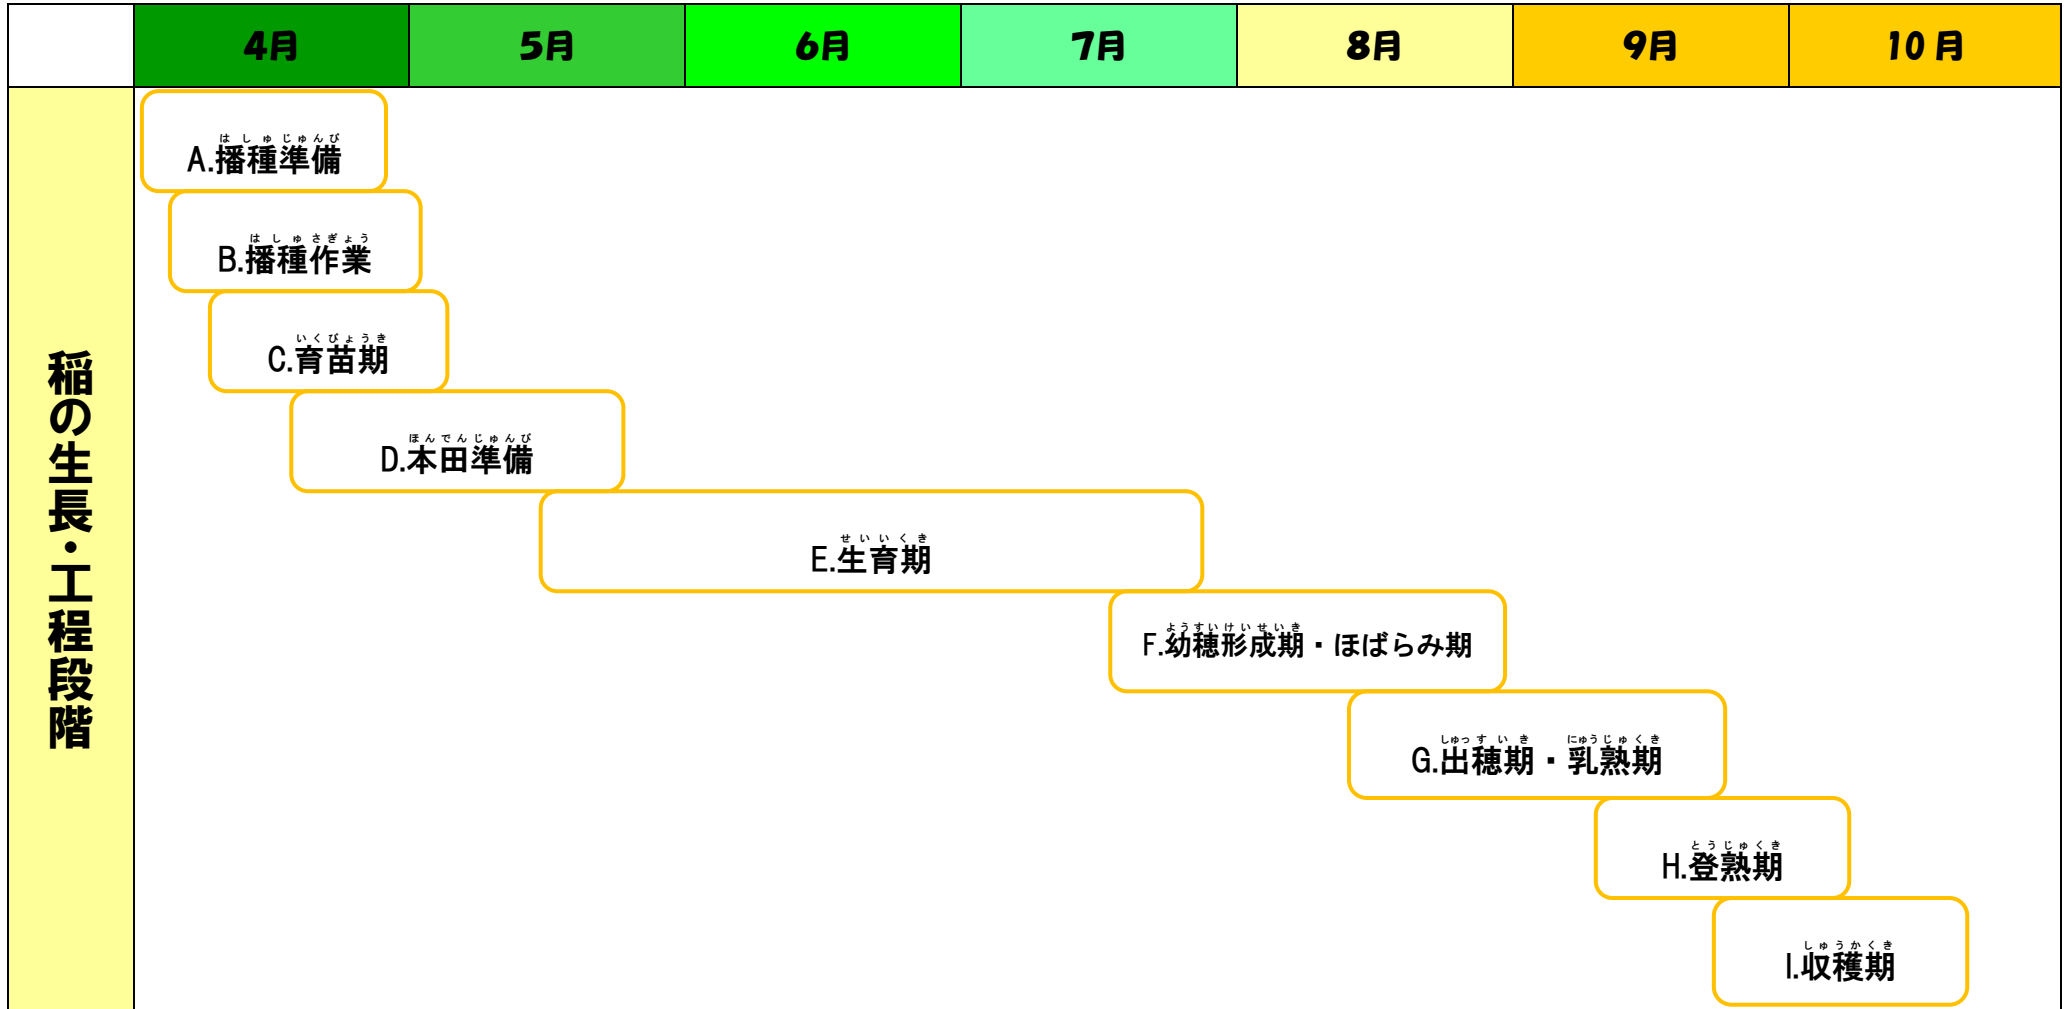 4月 5月 6月 7月 8月 9月 10月
稲の生長・工程段階
はしゅじゅんび
A.播種準備
はしゅさぎょう
B.播種作業
いくびょうき
C.育苗期
ほんでんじゅんび
D.本田準備
せいいくき
E.生育期
ようすいけいせいき
F.幼穂形成期・ほばらみ期
しゅっすいき にゅうじゅくき
G.出穂期・乳熟期
とうじゅくき
H.登熟期
しゅうかくき
I.収穫期